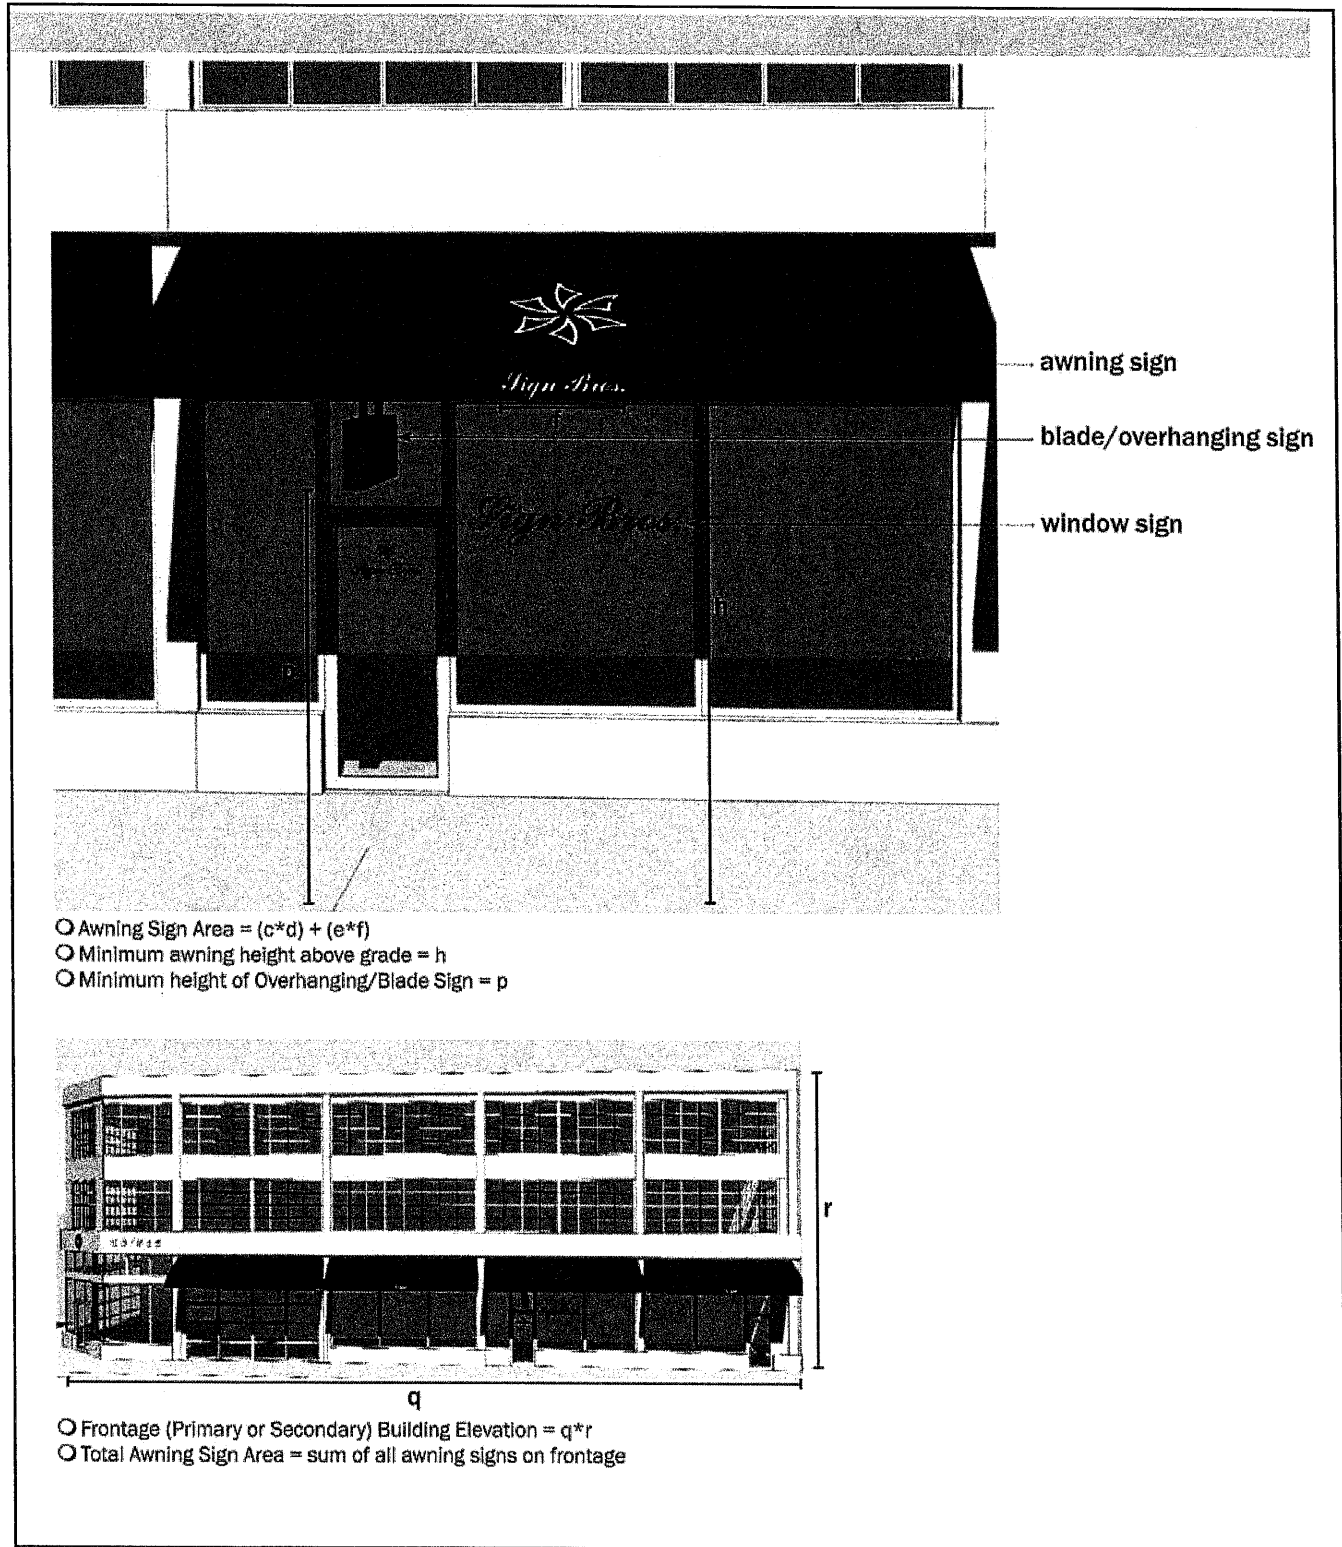 Sign Bros.
awning sign
f
blade/overhanging sign
Sign Bros.
window sign
h
p
Awning Sign Area = (c*d) + (e*f)
Minimum awning height above grade = h
Minimum height of Overhanging/Blade Sign = p
r
q
Frontage (Primary or Secondary) Building Elevation = q*r
Total Awning Sign Area = sum of all awning signs on frontage